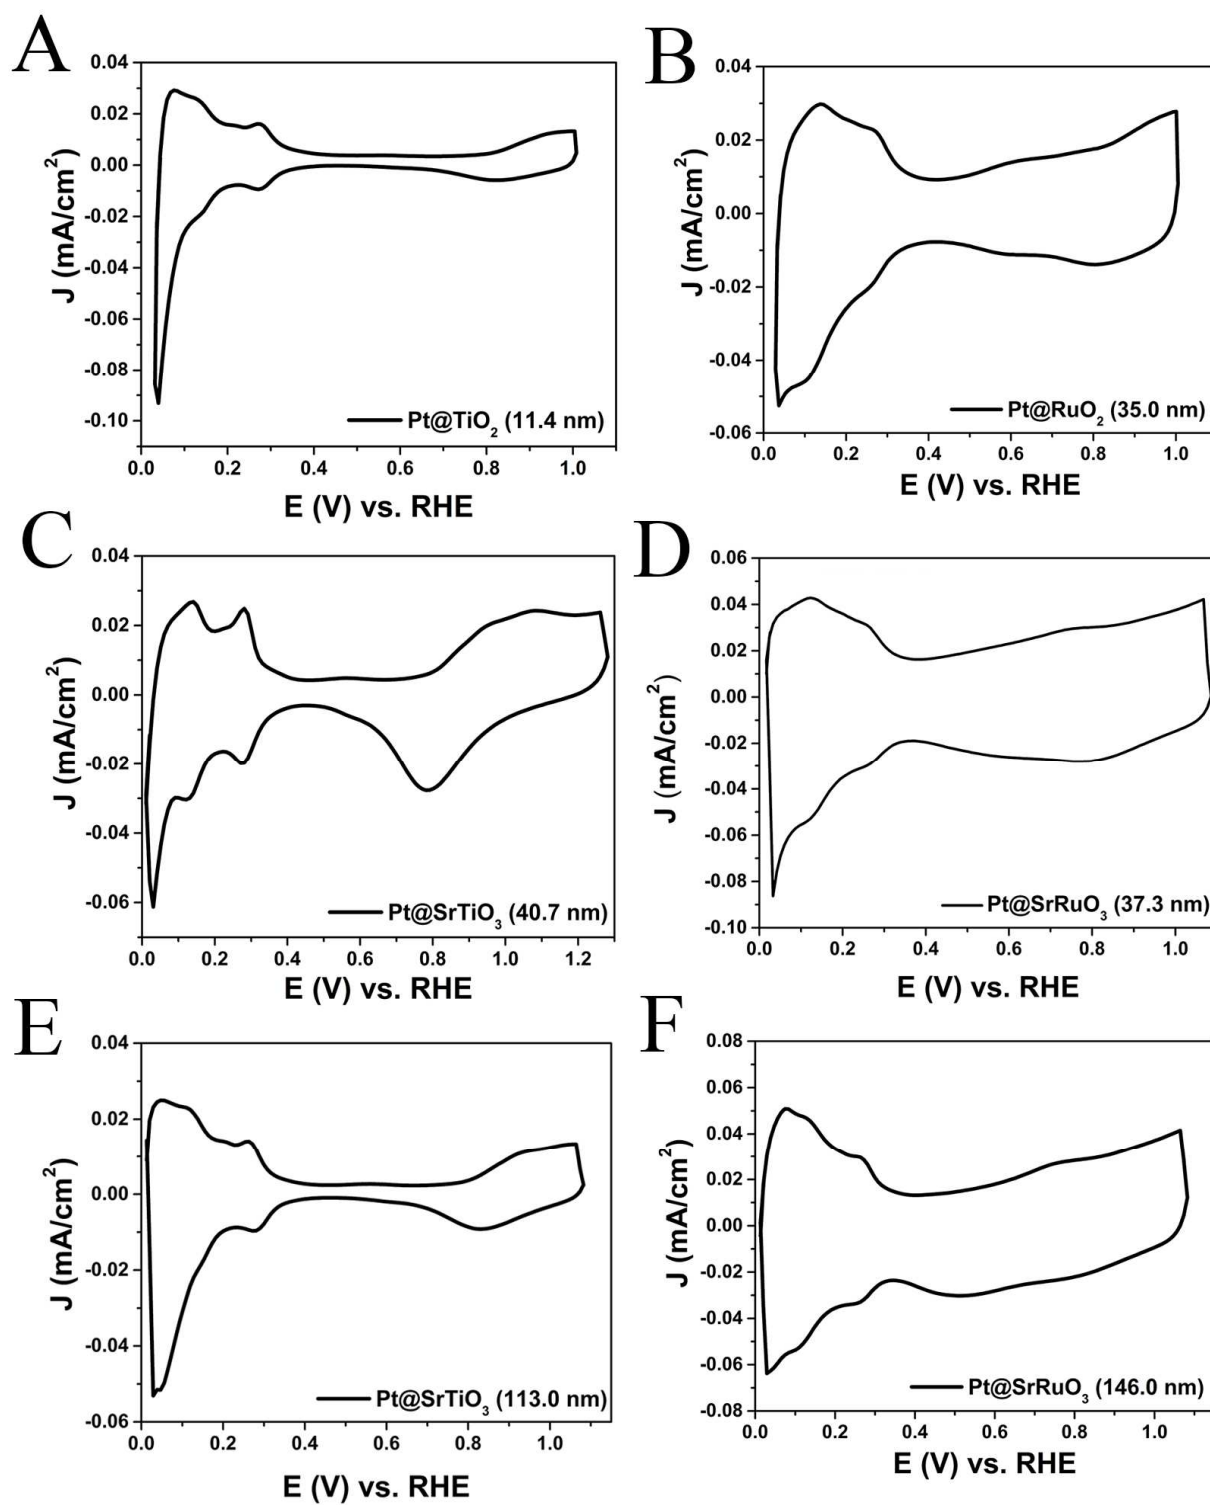 A
J (mA/cm²)
0.04
0.02
0.00
-0.02
-0.04
-0.06
-0.08
-0.10
Pt@TiO₂ (11.4 nm)
0.0 0.2 0.4 0.6 0.8 1.0
E (V) vs. RHE
B
J (mA/cm²)
0.04
0.02
0.00
-0.02
-0.04
-0.06
Pt@RuO₂ (35.0 nm)
0.0 0.2 0.4 0.6 0.8 1.0
E (V) vs. RHE
C
J (mA/cm²)
0.04
0.02
0.00
-0.02
-0.04
-0.06
Pt@SrTiO₃ (40.7 nm)
0.0 0.2 0.4 0.6 0.8 1.0 1.2
E (V) vs. RHE
D
J (mA/cm²)
0.06
0.04
0.02
0.00
-0.02
-0.04
-0.06
-0.08
-0.10
Pt@SrRuO₃ (37.3 nm)
0.0 0.2 0.4 0.6 0.8 1.0
E (V) vs. RHE
E
J (mA/cm²)
0.04
0.02
0.00
-0.02
-0.04
-0.06
Pt@SrTiO₃ (113.0 nm)
0.0 0.2 0.4 0.6 0.8 1.0
E (V) vs. RHE
F
J (mA/cm²)
0.08
0.06
0.04
0.02
0.00
-0.02
-0.04
-0.06
-0.08
Pt@SrRuO₃ (146.0 nm)
0.0 0.2 0.4 0.6 0.8 1.0
E (V) vs. RHE